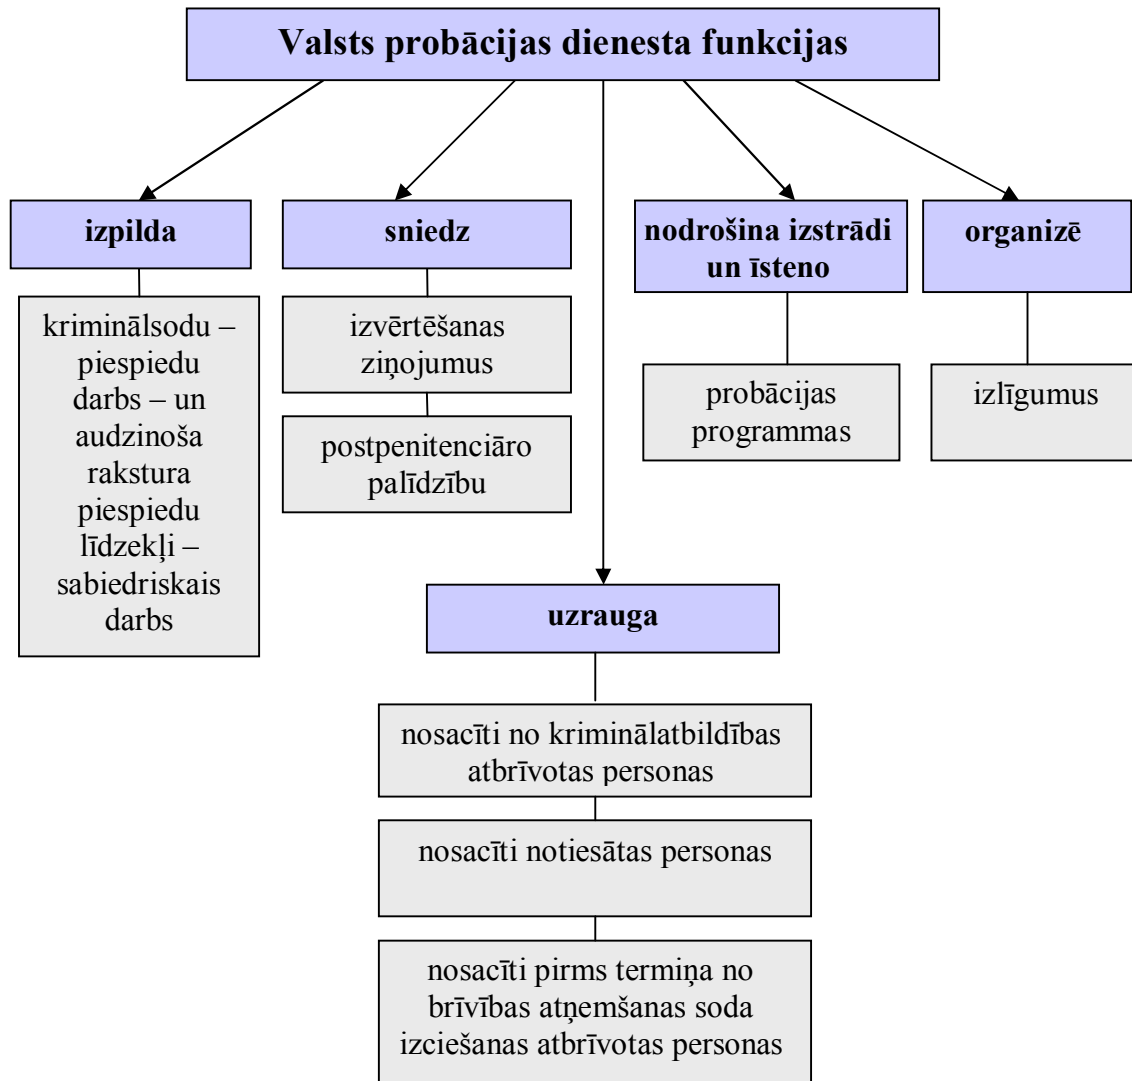 Valsts probācijas dienesta funkcijas
izpilda
kriminālsodu –
piespiedu
darbs – un
audzinoša
rakstura
piespiedu
līdzekļi –
sabiedriskais
darbs
sniedz
izvērtēšanas
ziņojumus
postpenitenciāro
palīdzību
nodrošina izstrādi
un īsteno
probācijas
programmas
organizē
izlīgumus
uzrauga
nosacīti no kriminālatbildības
atbrīvotas personas
nosacīti notiesātas personas
nosacīti pirms termiņa no
brīvības atņemšanas soda
izciešanas atbrīvotas personas